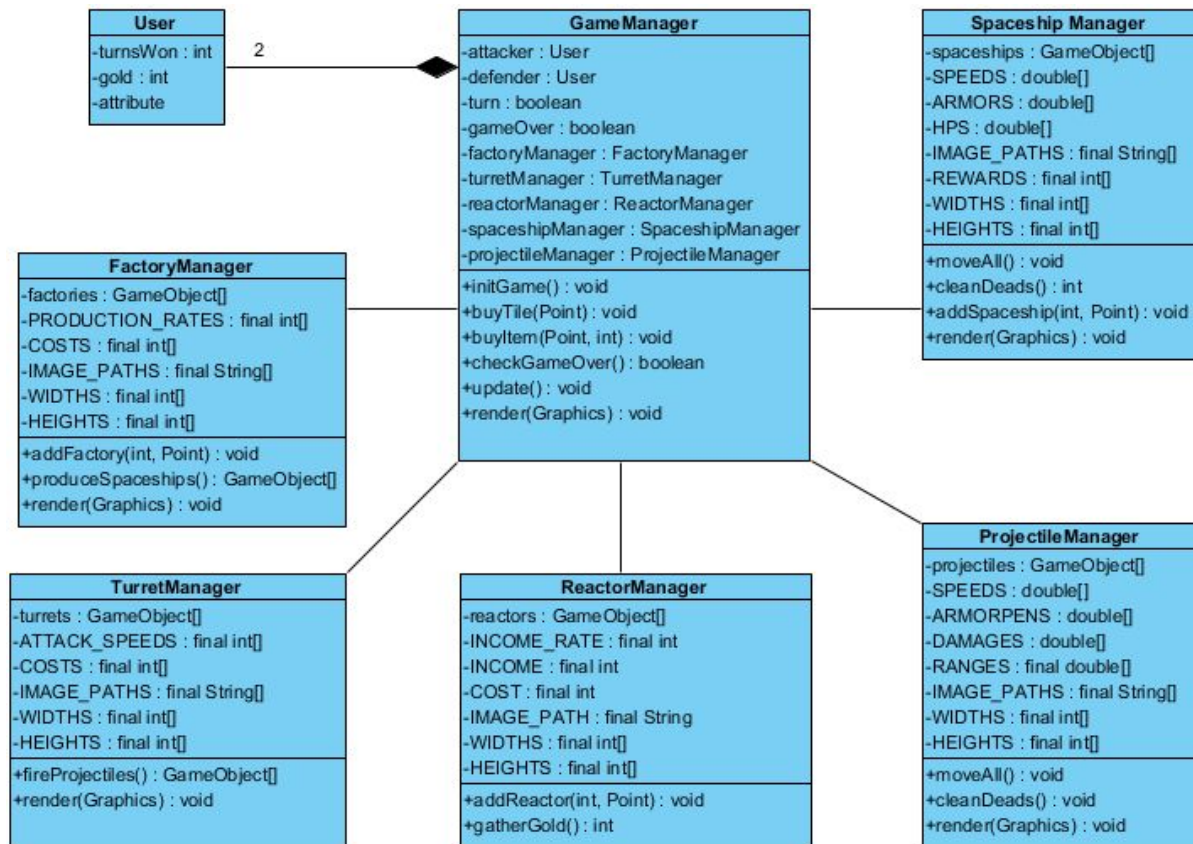 User
-turnsWon : int
-gold : int
-attribute
2
GameManager
-attacker : User
-defender : User
-turn : boolean
-gameOver : boolean
-factoryManager : FactoryManager
-turretManager : TurretManager
-reactorManager : ReactorManager
-spaceshipManager : SpaceshipManager
-projectileManager : ProjectileManager
+initGame() : void
+buyTile(Point) : void
+buyItem(Point, int) : void
+checkGameOver() : boolean
+update() : void
+render(Graphics) : void
Spaceship Manager
-spaceships : GameObject[]
-SPEEDS : double[]
-ARMORS : double[]
-HPS : double[]
-IMAGE_PATHS : final String[]
-REWARDS : final int[]
-WIDTHS : final int[]
-HEIGHTS : final int[]
+moveAll() : void
+cleanDeads() : int
+addSpaceship(int, Point) : void
+render(Graphics) : void
FactoryManager
-factories : GameObject[]
-PRODUCTION_RATES : final int[]
-COSTS : final int[]
-IMAGE_PATHS : final String[]
-WIDTHS : final int[]
-HEIGHTS : final int[]
+addFactory(int, Point) : void
+produceSpaceships() : GameObject[]
+render(Graphics) : void
TurretManager
-turrets : GameObject[]
-ATTACK_SPEEDS : final int[]
-COSTS : final int[]
-IMAGE_PATHS : final String[]
-WIDTHS : final int[]
-HEIGHTS : final int[]
+fireProjectiles() : GameObject[]
+render(Graphics) : void
ReactorManager
-reactors : GameObject[]
-INCOME_RATE : final int
-INCOME : final int
-COST : final int
-IMAGE_PATH : final String
-WIDTHS : final int[]
-HEIGHTS : final int[]
+addReactor(int, Point) : void
+gatherGold() : int
ProjectileManager
-projectiles : GameObject[]
-SPEEDS : double[]
-ARMORPENS : double[]
-DAMAGES : double[]
-RANGES : final double[]
-IMAGE_PATHS : final String[]
-WIDTHS : final int[]
-HEIGHTS : final int[]
+moveAll() : void
+cleanDeads() : void
+render(Graphics) : void